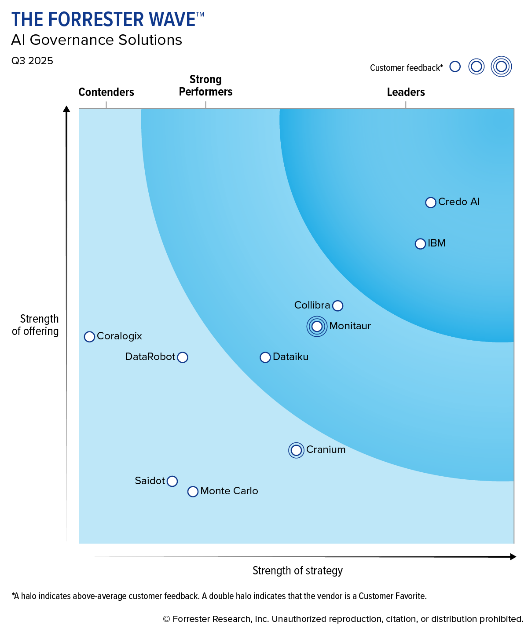 THE FORRESTER WAVE™
AI Governance Solutions
Q3 2025
Customer feedback*
Contenders
Strong
Performers
Leaders
Credo AI
IBM
Collibra
Monitaur
Strength
of offering
Coralogix
DataRobot
Dataiku
Cranium
Saidot
Monte Carlo
Strength of strategy
*A halo indicates above-average customer feedback. A double halo indicates that the vendor is a Customer Favorite.
© Forrester Research, Inc. Unauthorized reproduction, citation, or distribution prohibited.